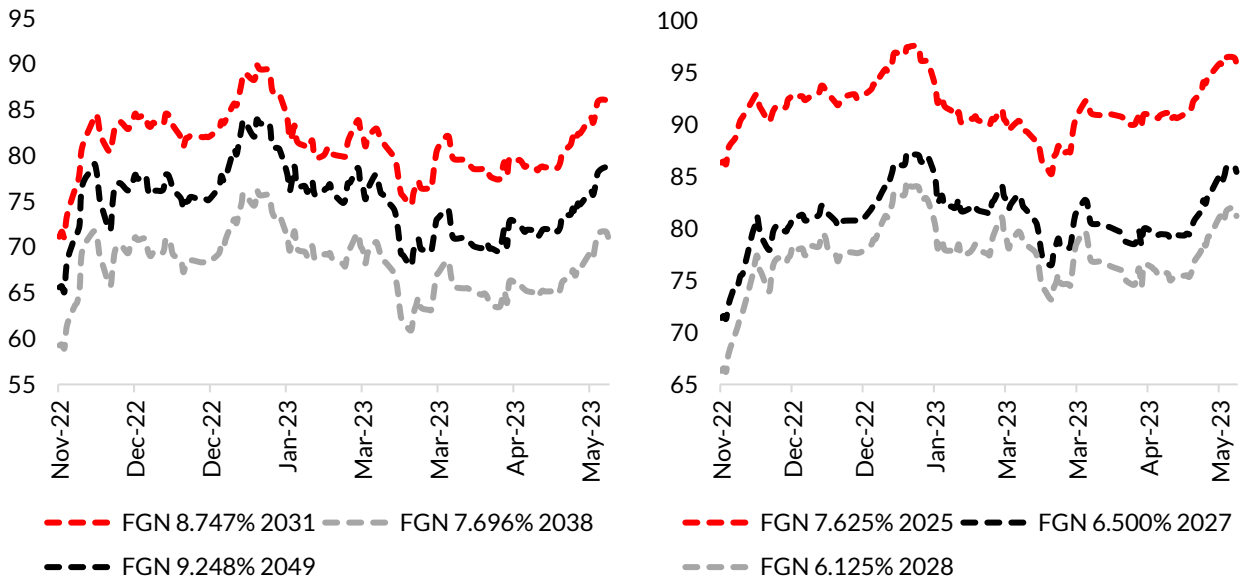 95
90
85
80
75
70
65
60
55
Nov-22
Dec-22
Dec-22
Jan-23
Mar-23
Mar-23
Apr-23
May-23
FGN 8.747% 2031
FGN 7.696% 2038
FGN 9.248% 2049
100
95
90
85
80
75
70
65
Nov-22
Dec-22
Dec-22
Jan-23
Mar-23
Mar-23
Apr-23
May-23
FGN 7.625% 2025
FGN 6.500% 2027
FGN 6.125% 2028